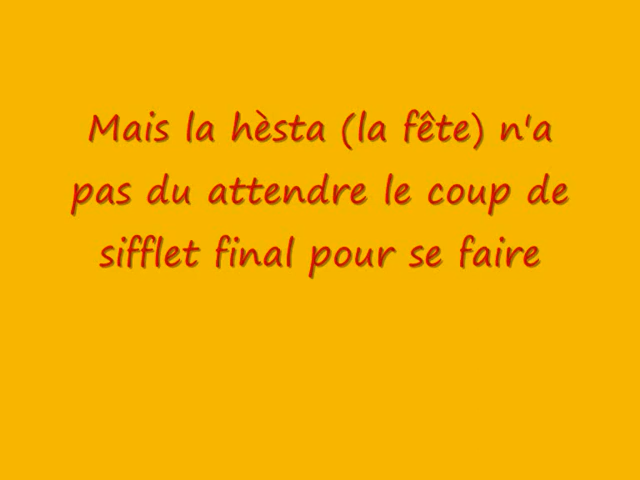 Mais la hèsta (la fête) n'a
pas du attendre le coup de
sifflet final pour se faire